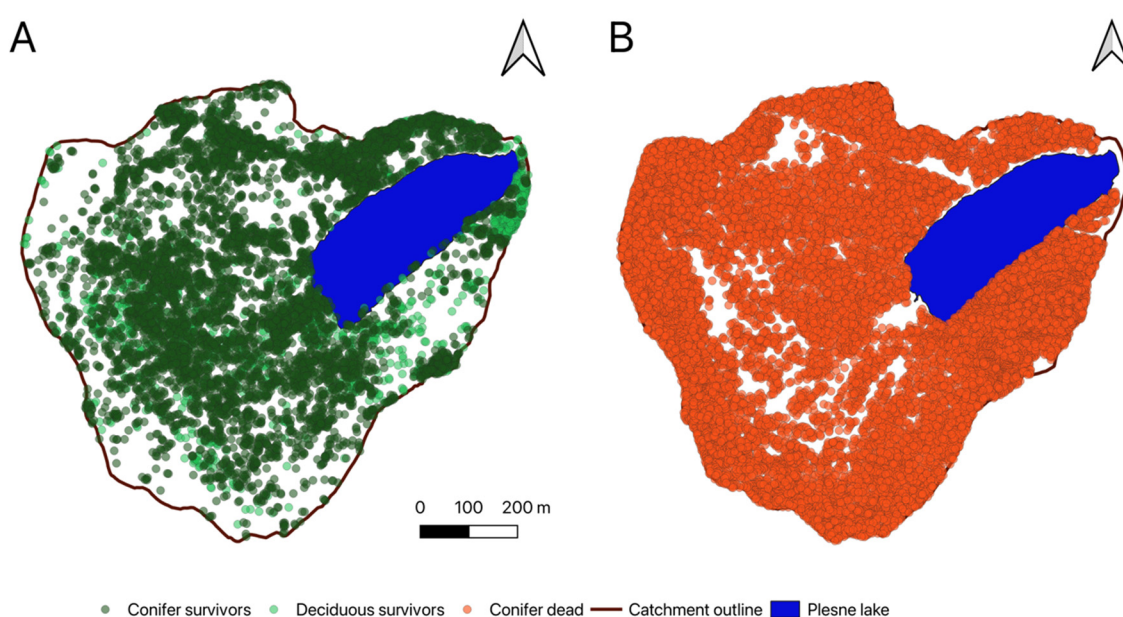 A
B
0 100 200 m
Conifer survivors Deciduous survivors Conifer dead Catchment outline Plesne lake